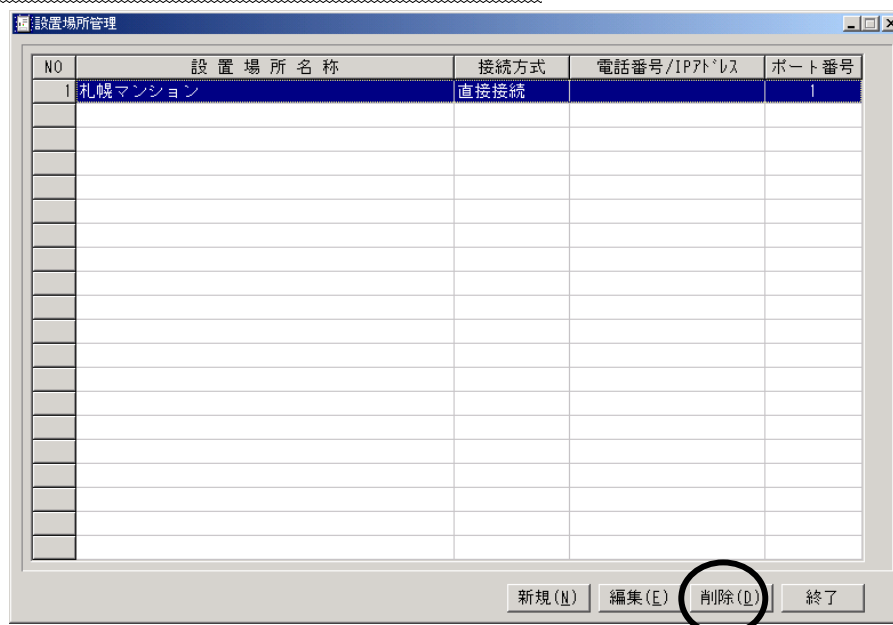 設置場所管理
NO 設置場所名称 接続方式 電話番号/IPｱﾄﾞﾚｽ ポート番号
1 札幌マンション 直接接続 1
新規(N) 編集(E) 削除(D) 終了